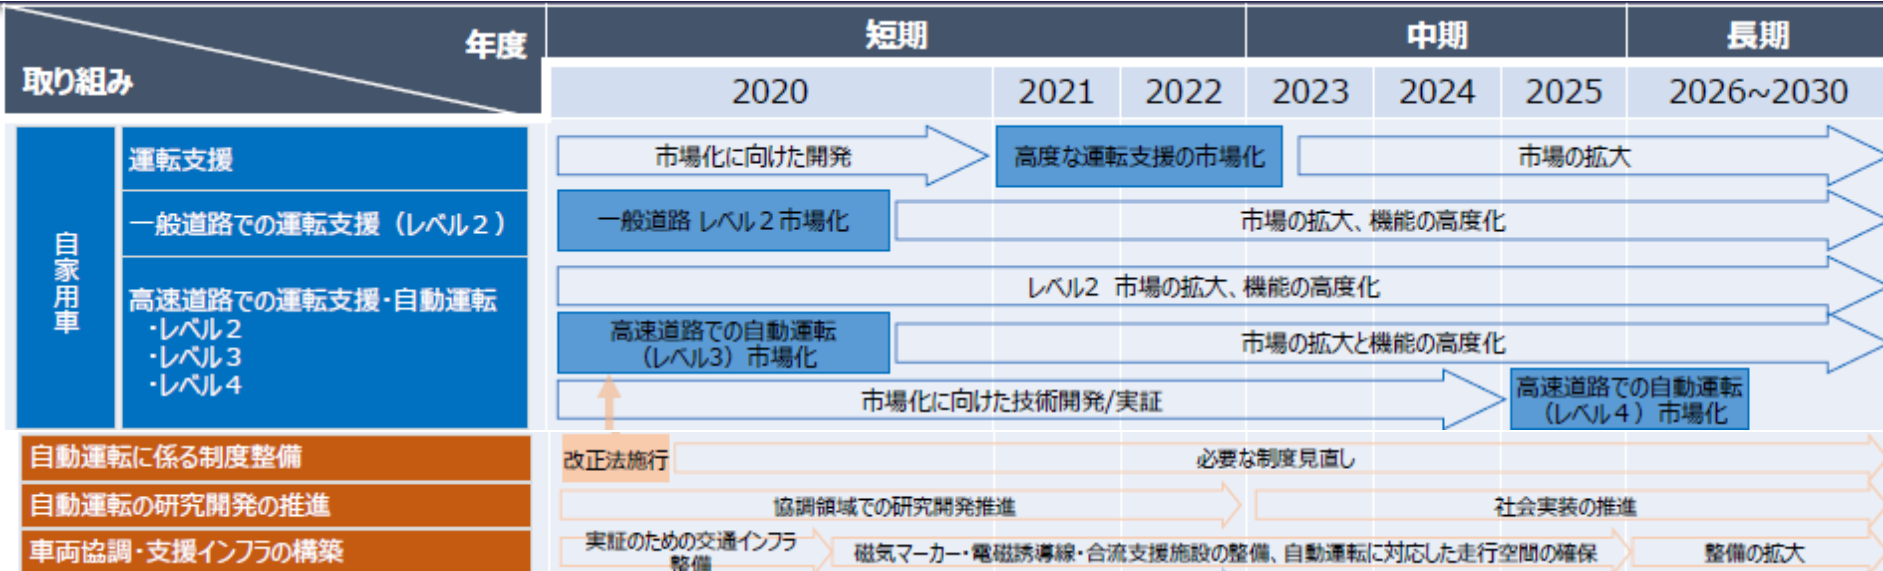 年度
取り組み
短期
中期
長期
2020
2021
2022
2023
2024
2025
2026~2030
自家用車
運転支援
市場化に向けた開発
高度な運転支援の市場化
市場の拡大
一般道路での運転支援（レベル２）
一般道路 レベル２市場化
市場の拡大、機能の高度化
高速道路での運転支援・自動運転
・レベル２
・レベル３
・レベル４
レベル2 市場の拡大、機能の高度化
高速道路での自動運転
（レベル3）市場化
市場の拡大と機能の高度化
市場化に向けた技術開発/実証
高速道路での自動運転
（レベル４）市場化
自動運転に係る制度整備
改正法施行
必要な制度見直し
自動運転の研究開発の推進
協調領域での研究開発推進
社会実装の推進
車両協調・支援インフラの構築
実証のための交通インフラ
整備
磁気マーカー・電磁誘導線・合流支援施設の整備、自動運転に対応した走行空間の確保
整備の拡大